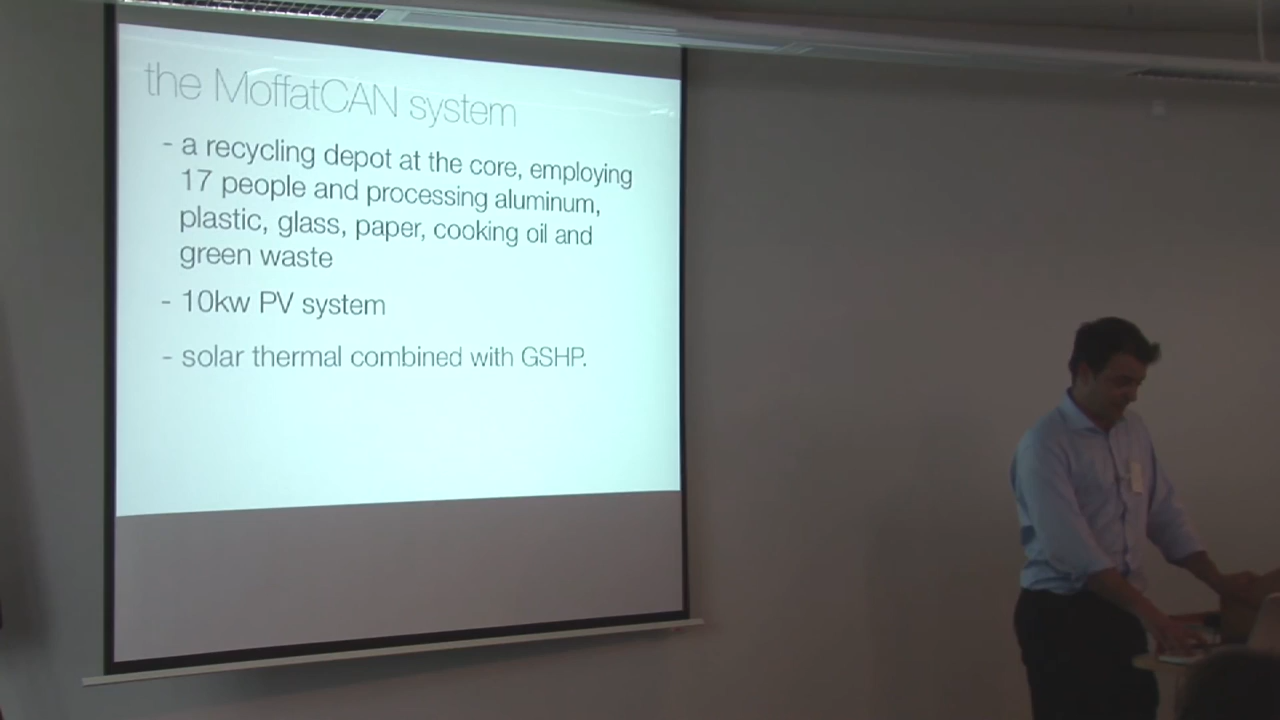 the MoffatCAN system
- a recycling depot at the core, employing
17 people and processing aluminum,
plastic, glass, paper, cooking oil and
green waste
- 10kw PV system
- solar thermal combined with GSHP.